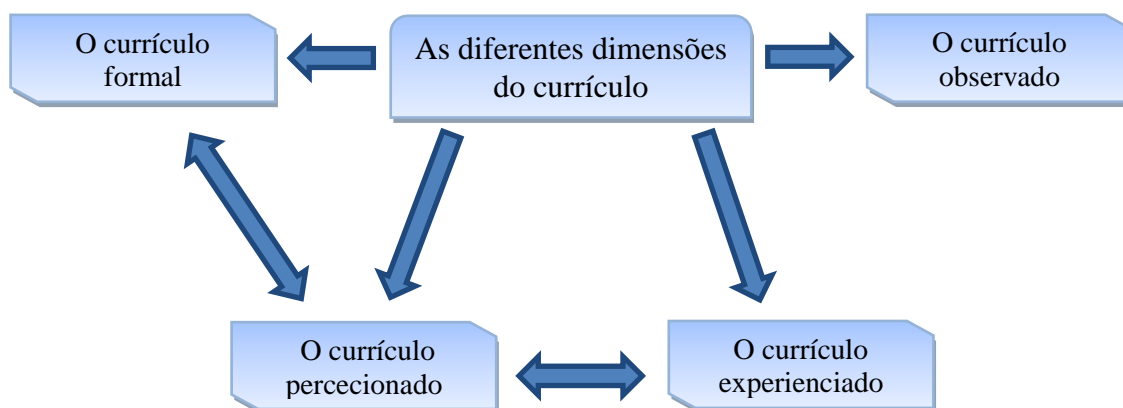 O currículo
formal
As diferentes dimensões
do currículo
O currículo
observado
O currículo
percecionado
O currículo
experienciado